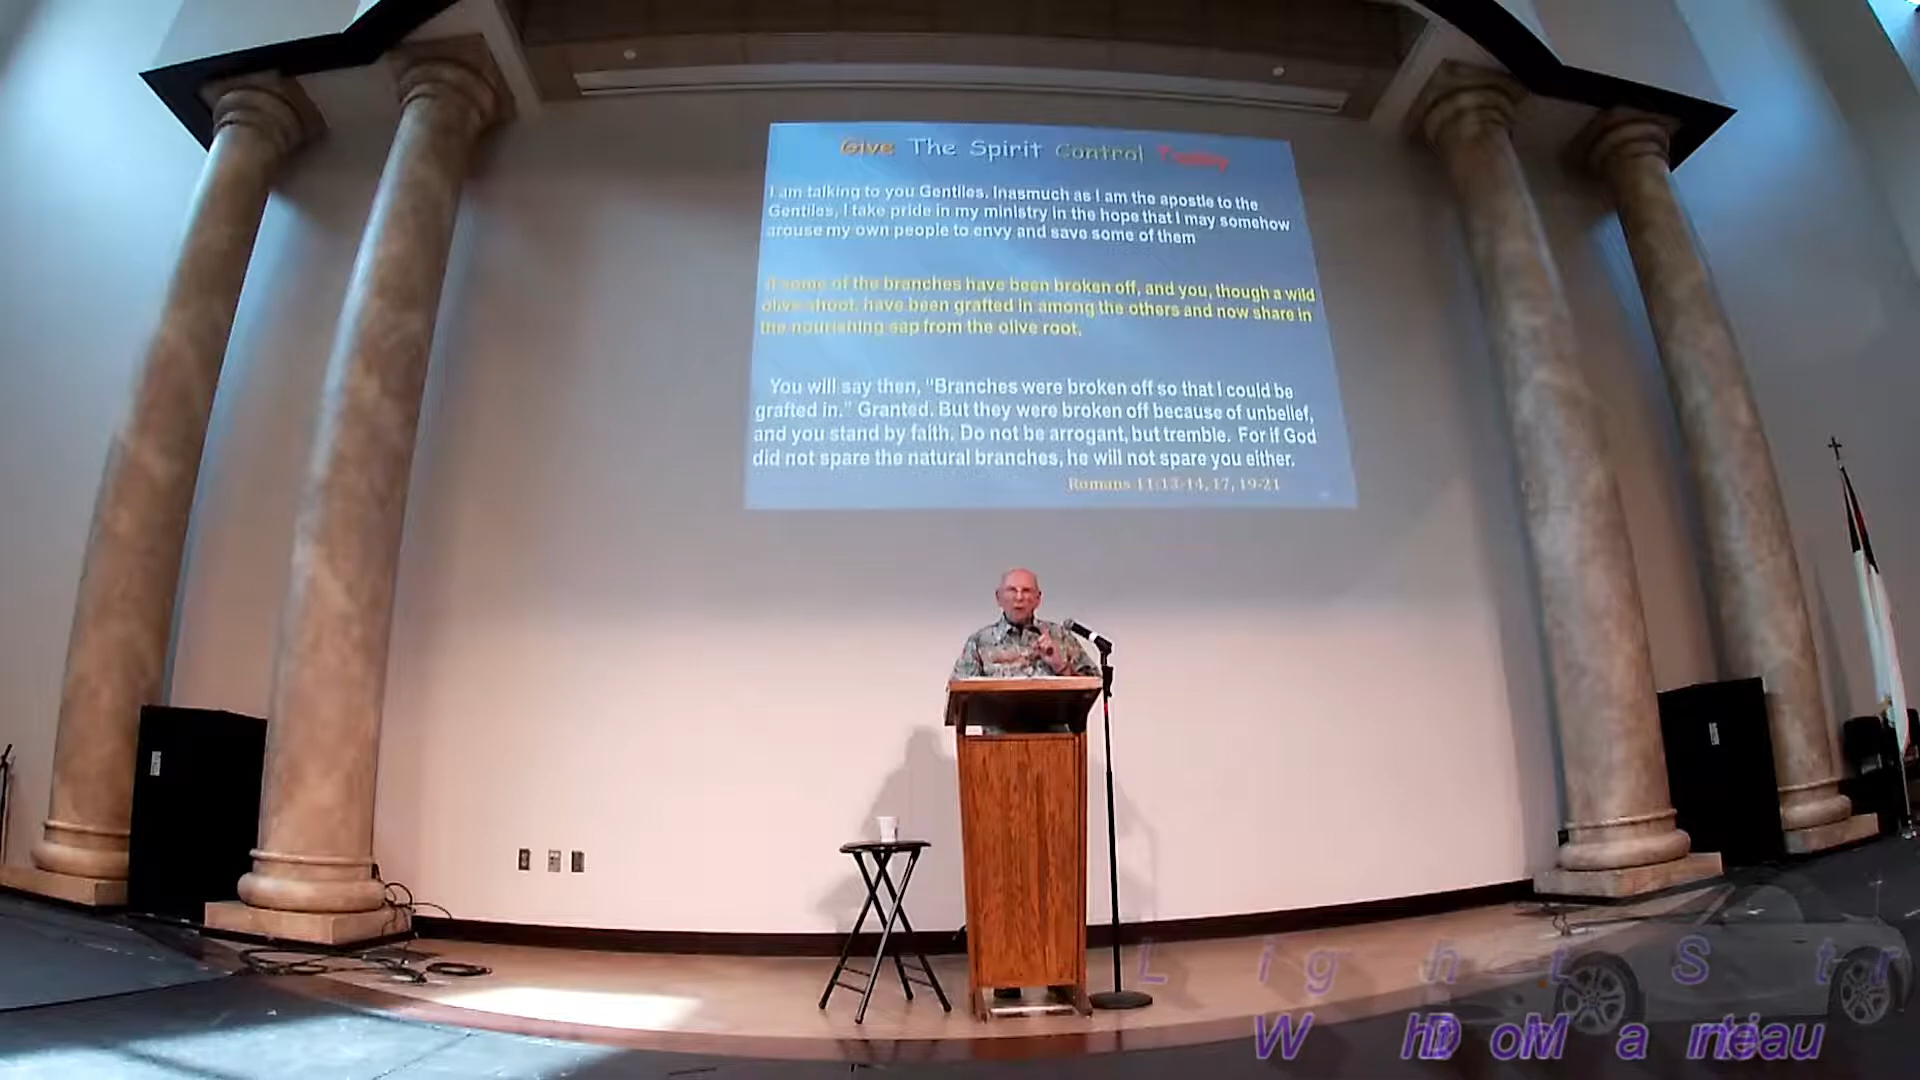 Give The Spirit Control Today
I am talking to you Gentiles. Inasmuch as I am the apostle to the
Gentiles, I take pride in my ministry in the hope that I may somehow
arouse my own people to envy and save some of them
If some of the branches have been broken off, and you, though a wild
olive shoot, have been grafted in among the others and now share in
the nourishing sap from the olive root,
You will say then, "Branches were broken off so that I could be
grafted in." Granted. But they were broken off because of unbelief,
and you stand by faith. Do not be arrogant, but tremble. For if God
did not spare the natural branches, he will not spare you either.
Romans 11:13-14, 17, 19-21
Light Str